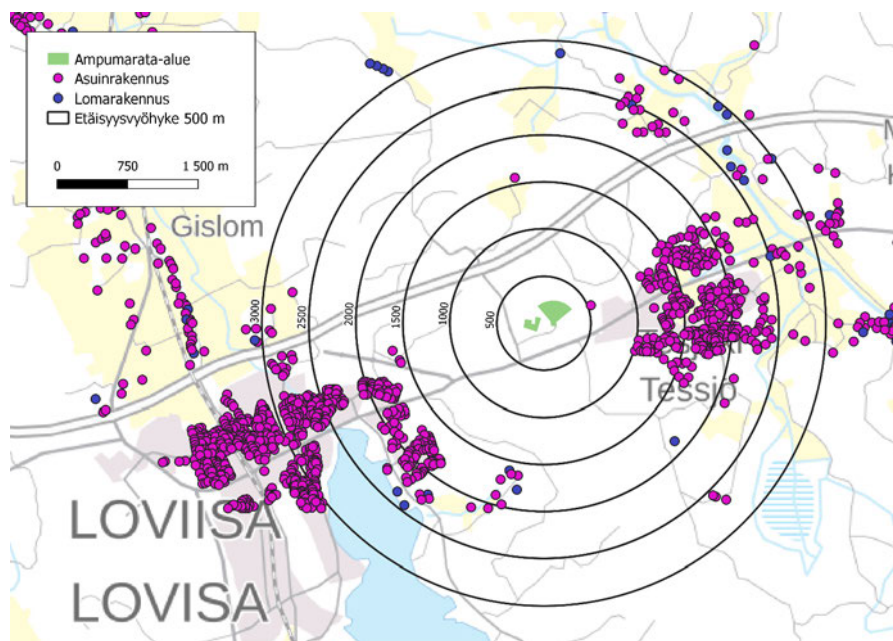 Ampumarata-alue
Asuinrakennus
Lomarakennus
Etäisyysvyöhyke 500 m
0 750 1 500 m
Gislom
3000
2500
2000
1500
1000
500
Tessjö
LOVIISA
LOVISA